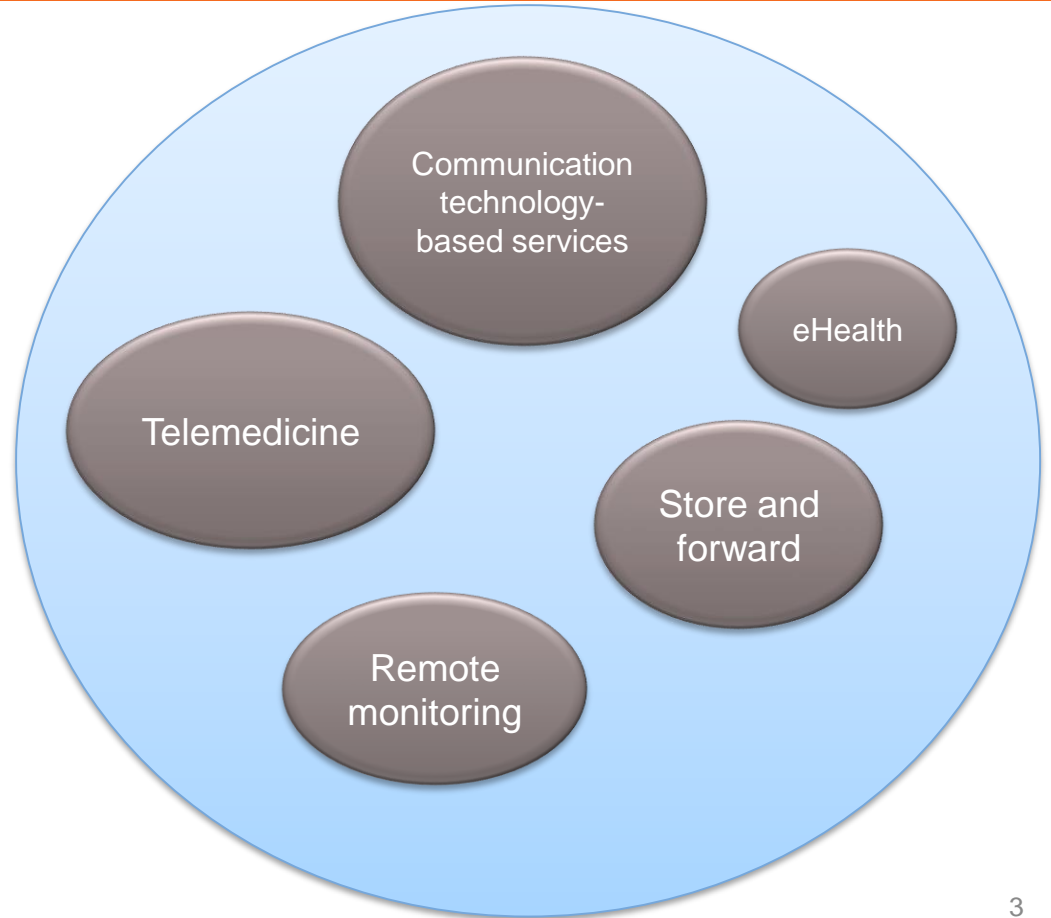 Communication
technology-
based services
eHealth
Telemedicine
Store and
forward
Remote
monitoring
3